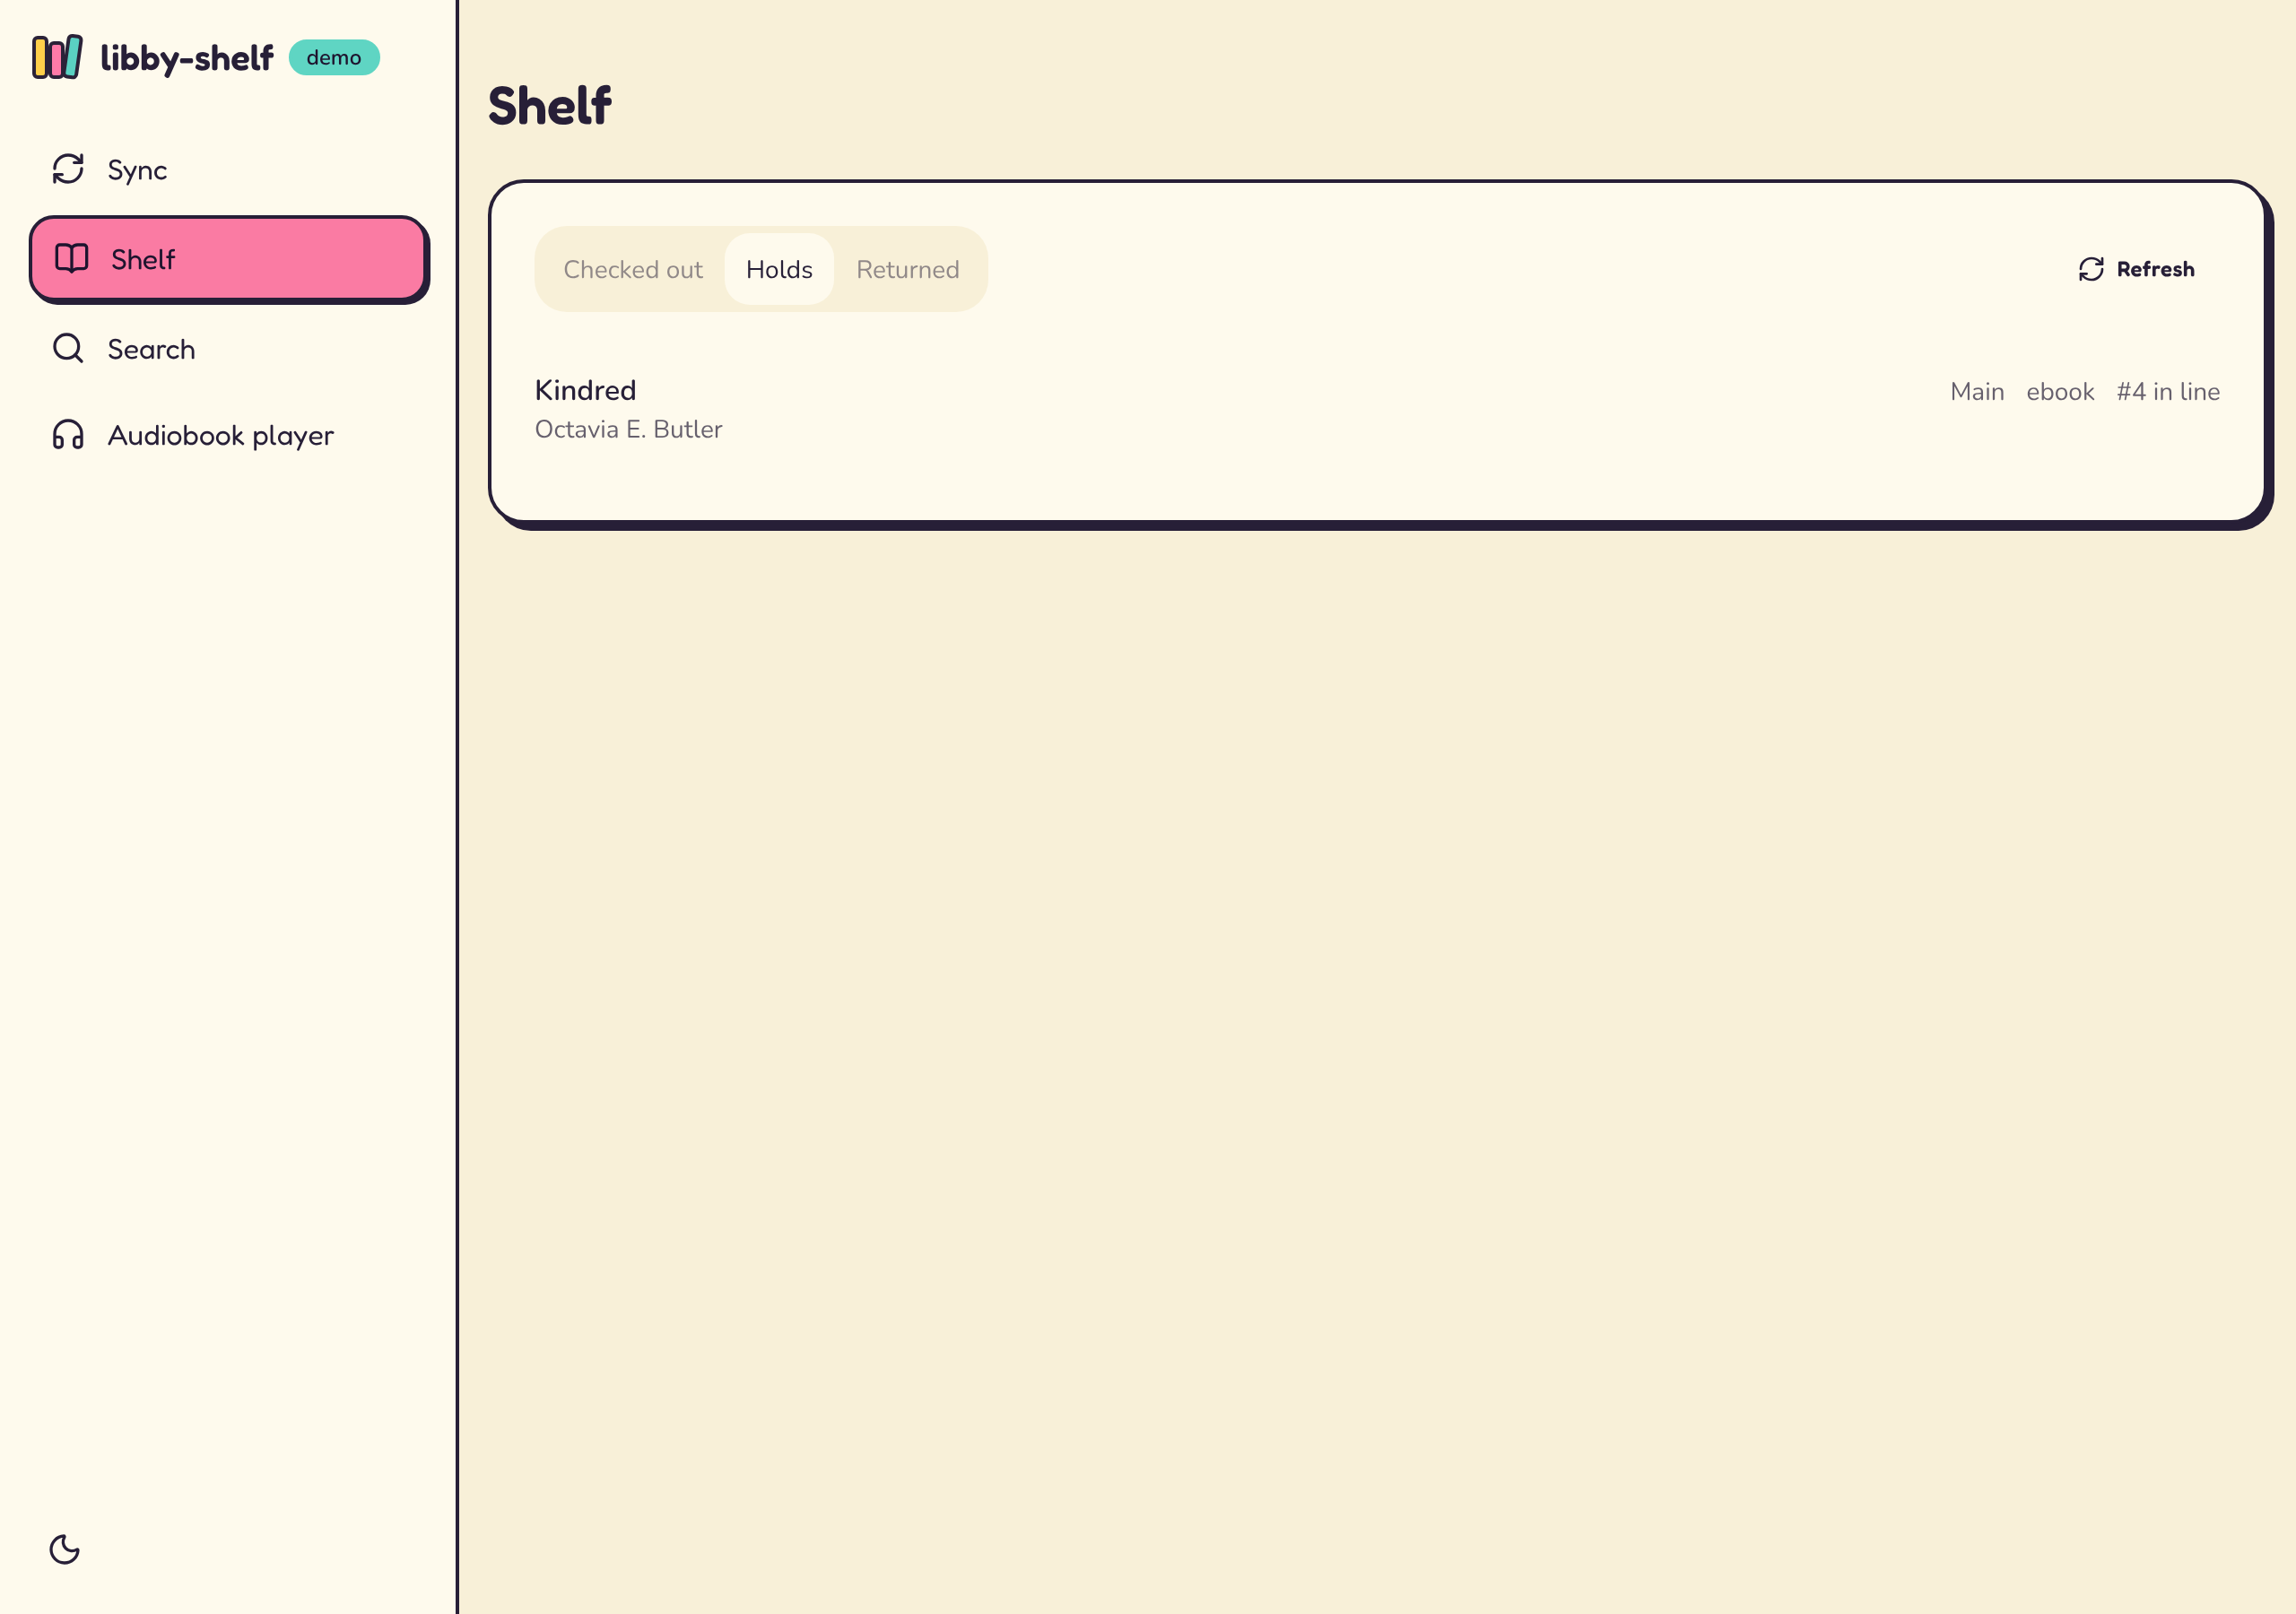 libby-shelf demo
Sync
Shelf
Search
Audiobook player
Shelf
Checked out Holds Returned
Refresh
Kindred
Main ebook #4 in line
Octavia E. Butler